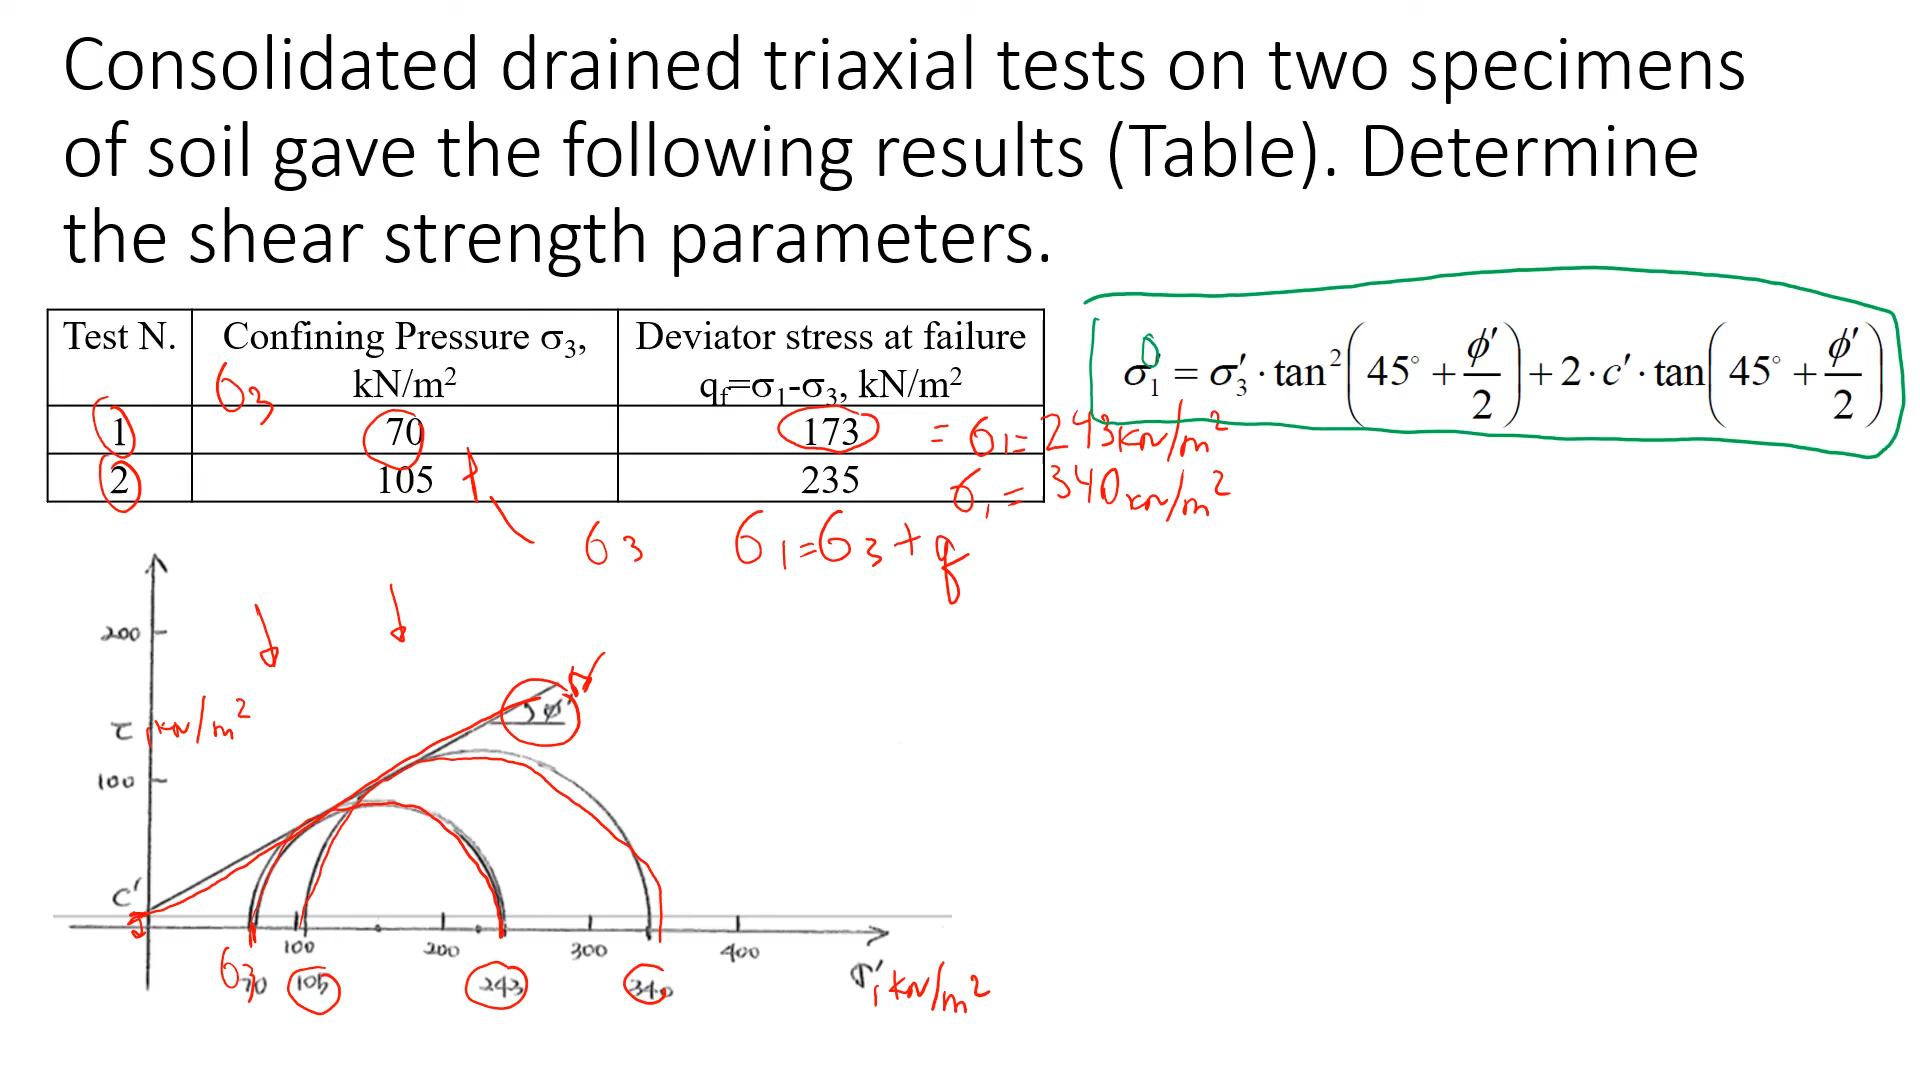 Consolidated drained triaxial tests on two specimens
of soil gave the following results (Table). Determine
the shear strength parameters.
Test N. Confining Pressure σ3, Deviator stress at failure
kN/m² qf=σ1-σ3, kN/m²
σ3
1 70 173 = σ1 = 243 kN/m²
2 105 235 σ1 = 340 kN/m²
σ1 = σ3′ · tan²(45° + ϕ′/2) + 2 · c′ · tan(45° + ϕ′/2)
σ3 σ1 = σ3 + q
200
τ kN/m²
ϕ′
100
c′
100 200 300 400
σ3 70 105 243 340 σ′, kN/m²